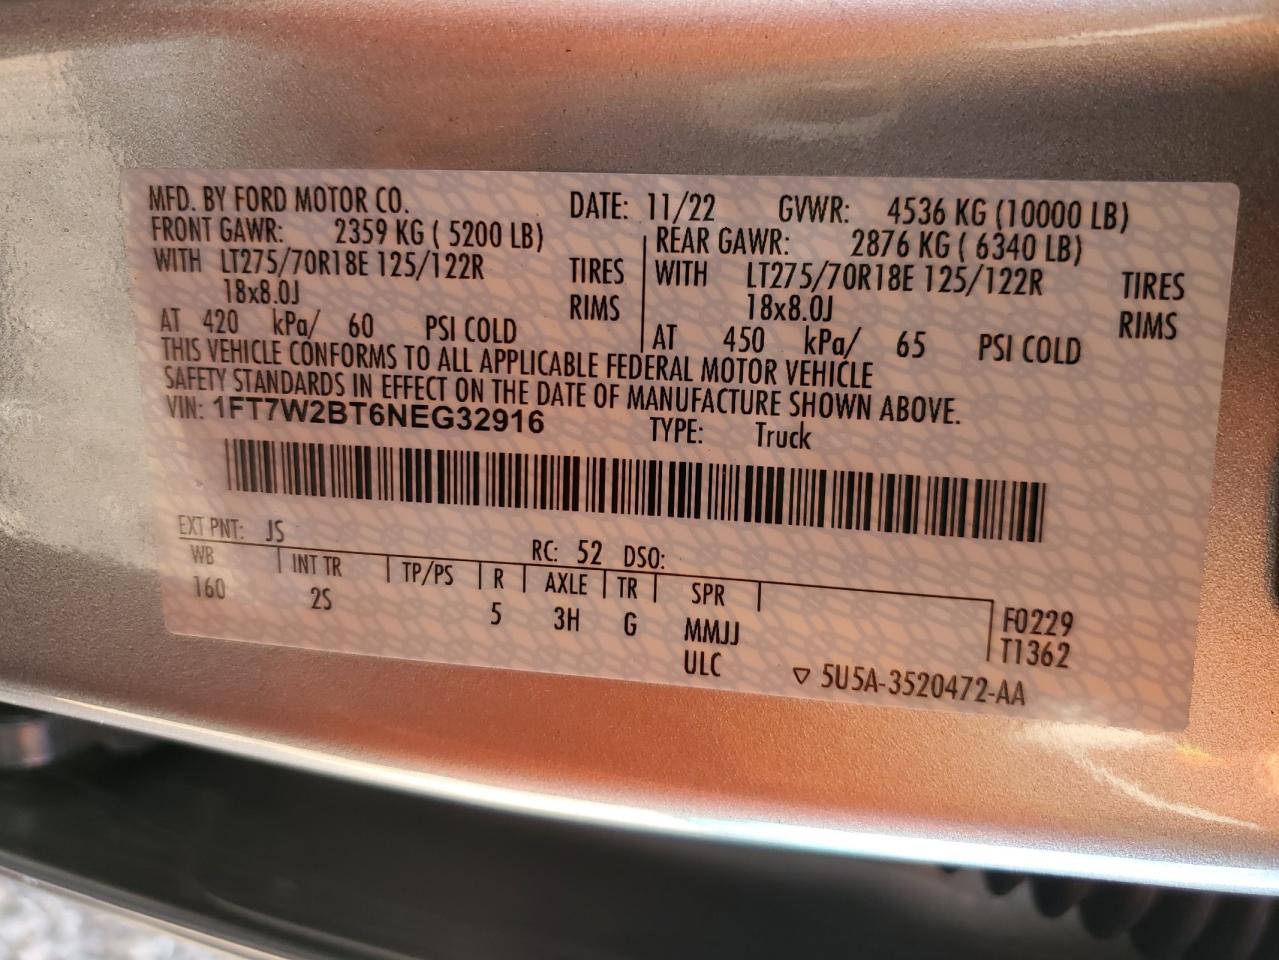 MFD. BY FORD MOTOR CO. DATE: 11/22 GVWR: 4536 KG (10000 LB)
FRONT GAWR: 2359 KG ( 5200 LB) REAR GAWR: 2876 KG ( 6340 LB)
WITH LT275/70R18E 125/122R TIRES WITH LT275/70R18E 125/122R TIRES
18x8.0J RIMS 18x8.0J RIMS
AT 420 kPa/ 60 PSI COLD AT 450 kPa/ 65 PSI COLD
THIS VEHICLE CONFORMS TO ALL APPLICABLE FEDERAL MOTOR VEHICLE
SAFETY STANDARDS IN EFFECT ON THE DATE OF MANUFACTURE SHOWN ABOVE.
VIN: 1FT7W2BT6NEG32916 TYPE: Truck
EXT PNT: JS RC: 52 DSO:
WB INT TR TP/PS R AXLE TR SPR
160 2S 5 3H G MMJJ F0229
ULC T1362
▽ 5U5A-3520472-AA